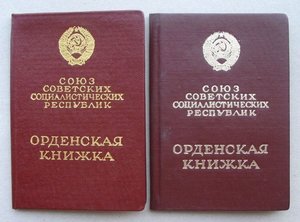 СОЮЗ
СОВЕТСКИХ
СОЦИАЛИСТИЧЕСКИХ
РЕСПУБЛИК
ОРДЕНСКАЯ
КНИЖКА
СОЮЗ
СОВЕТСКИХ
СОЦИАЛИСТИЧЕСКИХ
РЕСПУБЛИК
ОРДЕНСКАЯ
КНИЖКА